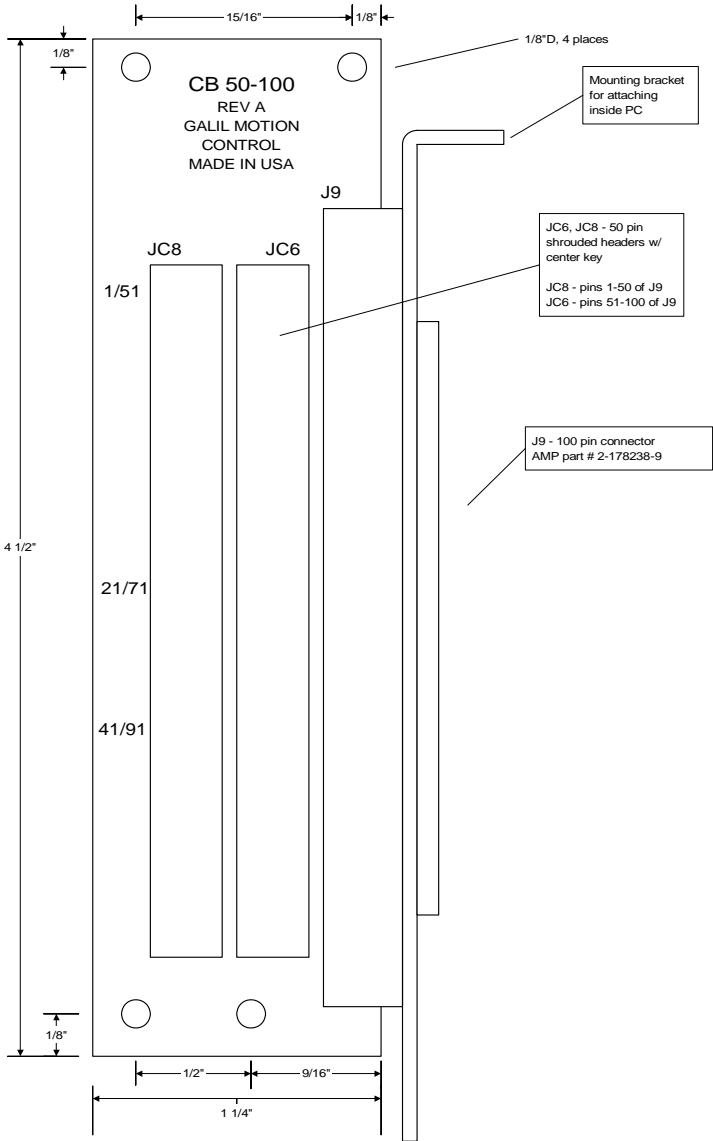 15/16"
1/8"
1/8"
1/8"D, 4 places
CB 50-100
REV A
GALIL MOTION
CONTROL
MADE IN USA
Mounting bracket
for attaching
inside PC
J9
JC8
JC6
1/51
JC6, JC8 - 50 pin
shrouded headers w/
center key
JC8 - pins 1-50 of J9
JC6 - pins 51-100 of J9
J9 - 100 pin connector
AMP part # 2-178238-9
4 1/2"
21/71
41/91
1/8"
1/2"
9/16"
1 1/4"